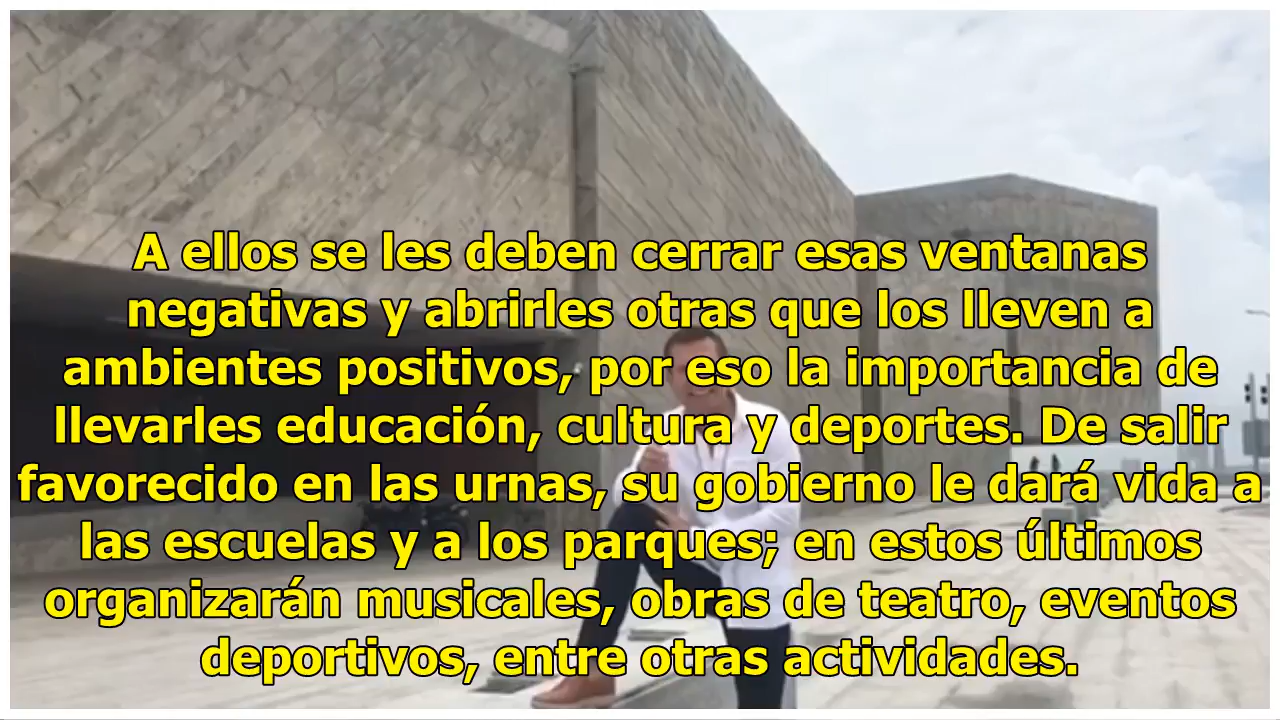 A ellos se les deben cerrar esas ventanas
negativas y abrirles otras que los lleven a
ambientes positivos, por eso la importancia de
llevarles educación, cultura y deportes. De salir
favorecido en las urnas, su gobierno le dará vida a
las escuelas y a los parques; en estos últimos
organizarán musicales, obras de teatro, eventos
deportivos, entre otras actividades.